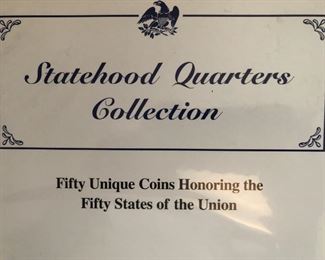 Statehood Quarters
Collection
Fifty Unique Coins Honoring the
Fifty States of the Union